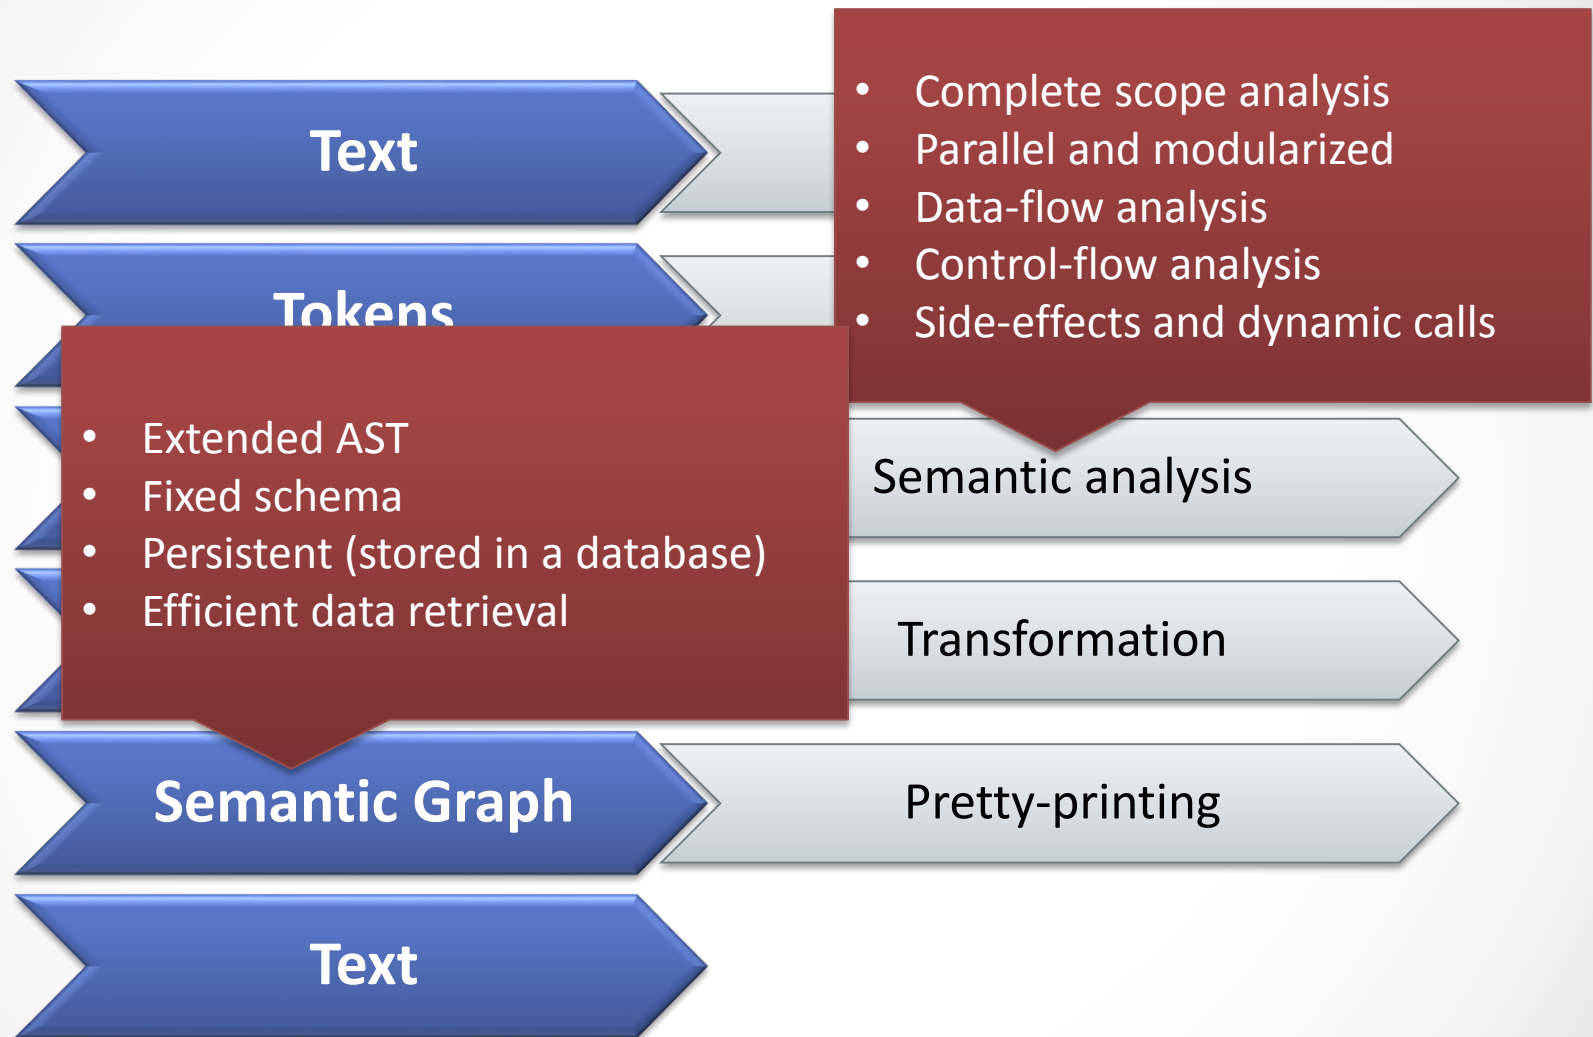 Text
• Complete scope analysis
• Parallel and modularized
• Data-flow analysis
• Control-flow analysis
• Side-effects and dynamic calls
Tokens
• Extended AST
• Fixed schema
• Persistent (stored in a database)
• Efficient data retrieval
Semantic analysis
Transformation
Semantic Graph
Pretty-printing
Text